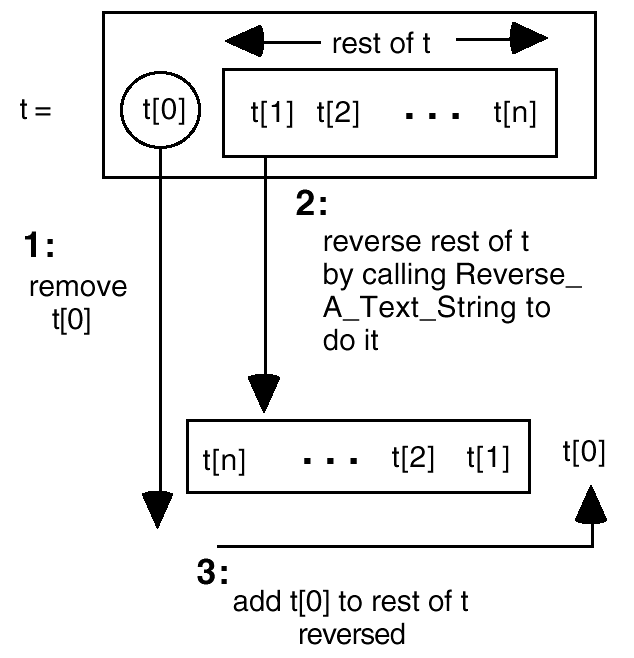 rest of t
t = t[0] t[1] t[2] ... t[n]
1:
remove
t[0]
2:
reverse rest of t
by calling Reverse_
A_Text_String to
do it
t[n] ... t[2] t[1] t[0]
3:
add t[0] to rest of t
reversed